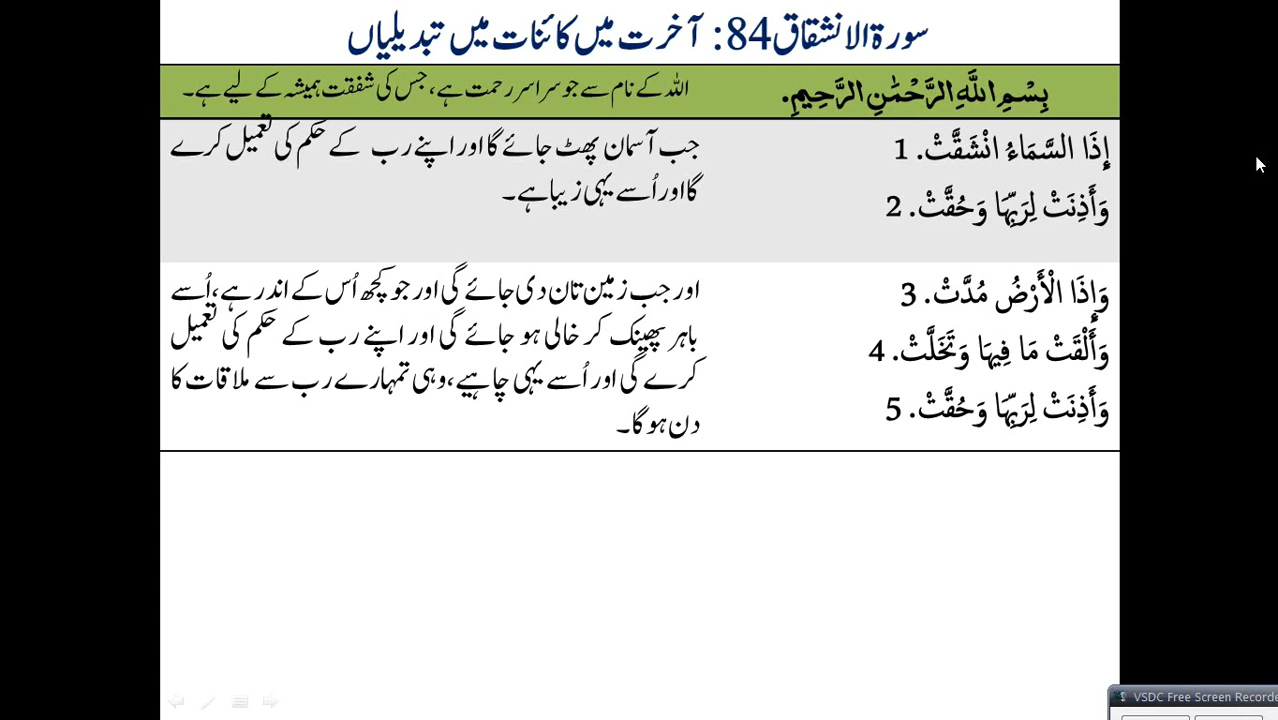 سورۃ الانشقاق 84: آخرت میں کائنات میں تبدیلیاں
بِسْمِ اللَّهِ الرَّحْمَٰنِ الرَّحِيمِ.
اللہ کے نام سے جو سراسر رحمت ہے، جس کی شفقت ہمیشہ کے لیے ہے۔
إِذَا السَّمَاءُ انْشَقَّتْ. 1
وَأَذِنَتْ لِرَبِّهَا وَحُقَّتْ. 2
جب آسمان پھٹ جائے گا اور اپنے رب کے حکم کی تعمیل کرے
گا اور اُسے یہی زیبا ہے۔
وَإِذَا الْأَرْضُ مُدَّتْ. 3
وَأَلْقَتْ مَا فِيهَا وَتَخَلَّتْ. 4
وَأَذِنَتْ لِرَبِّهَا وَحُقَّتْ. 5
اور جب زمین تان دی جائے گی اور جو کچھ اُس کے اندر ہے، اُسے
باہر پھینک کر خالی ہو جائے گی اور اپنے رب کے حکم کی تعمیل
کرے گی اور اُسے یہی چاہیے، وہی تمہارے رب سے ملاقات کا
دن ہو گا۔
VSDC Free Screen Recorde